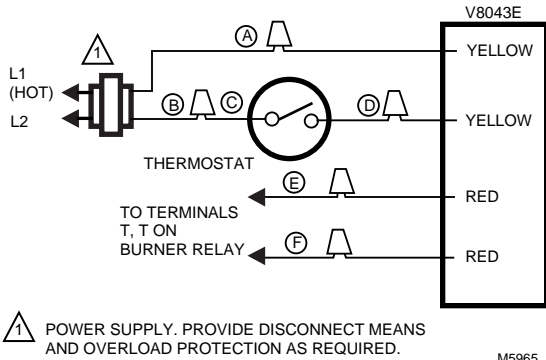 V8043E
A
1
YELLOW
L1
(HOT)
B
C
D
L2
YELLOW
THERMOSTAT
E
RED
TO TERMINALS
T, T ON
BURNER RELAY
F
RED
1
POWER SUPPLY. PROVIDE DISCONNECT MEANS
AND OVERLOAD PROTECTION AS REQUIRED.
M5965